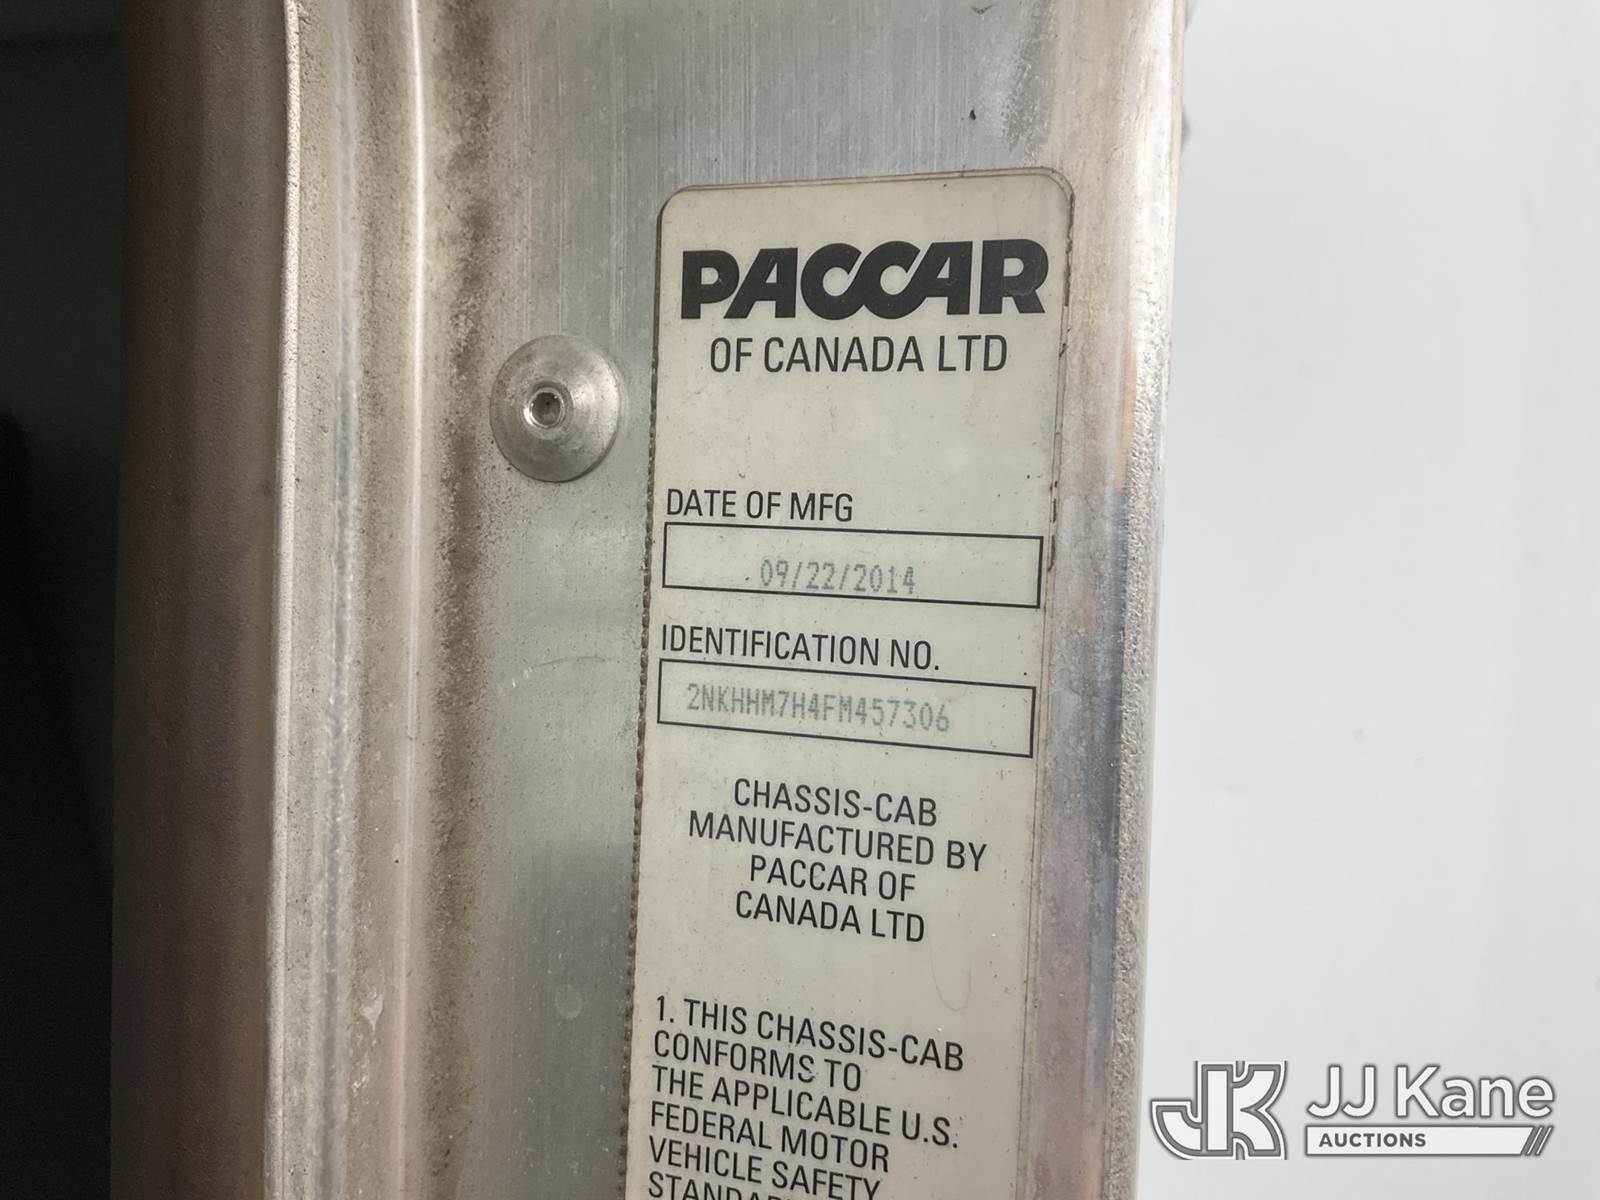 PACCAR
OF CANADA LTD
DATE OF MFG
09/22/2014
IDENTIFICATION NO.
2NKHHM7H4FM457306
CHASSIS-CAB
MANUFACTURED BY
PACCAR OF
CANADA LTD
1. THIS CHASSIS-CAB
CONFORMS TO
THE APPLICABLE U.S.
FEDERAL MOTOR
VEHICLE SAFETY
JK JJ Kane
AUCTIONS